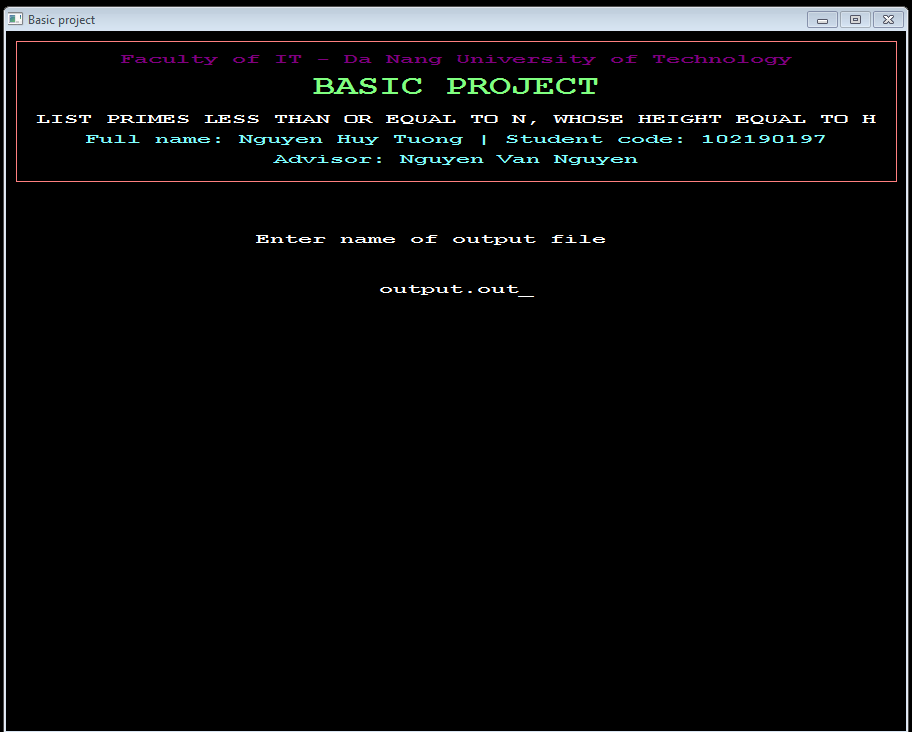 Basic project
Faculty of IT - Da Nang University of Technology
BASIC PROJECT
LIST PRIMES LESS THAN OR EQUAL TO N, WHOSE HEIGHT EQUAL TO H
Full name: Nguyen Huy Tuong | Student code: 102190197
Advisor: Nguyen Van Nguyen
Enter name of output file
output.out_